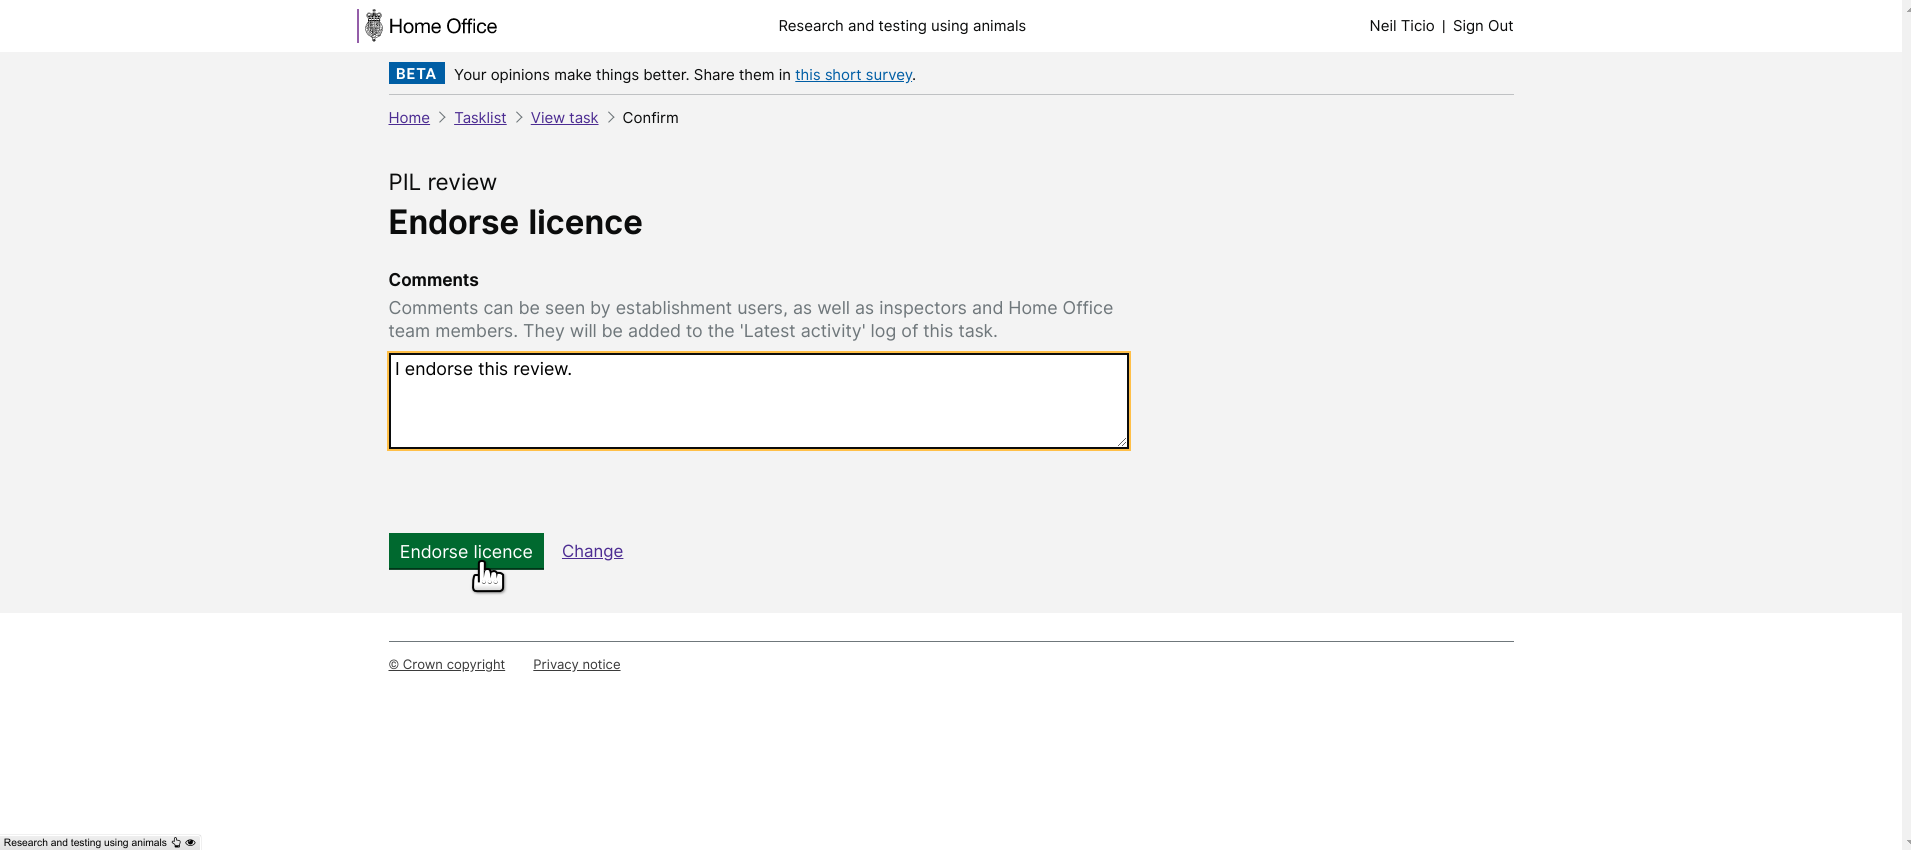 Home Office
Research and testing using animals
Neil Ticio | Sign Out
BETA Your opinions make things better. Share them in this short survey.
Home > Tasklist > View task > Confirm
PIL review
Endorse licence
Comments
Comments can be seen by establishment users, as well as inspectors and Home Office
team members. They will be added to the 'Latest activity' log of this task.
I endorse this review.
Endorse licence Change
© Crown copyright Privacy notice
Research and testing using animals